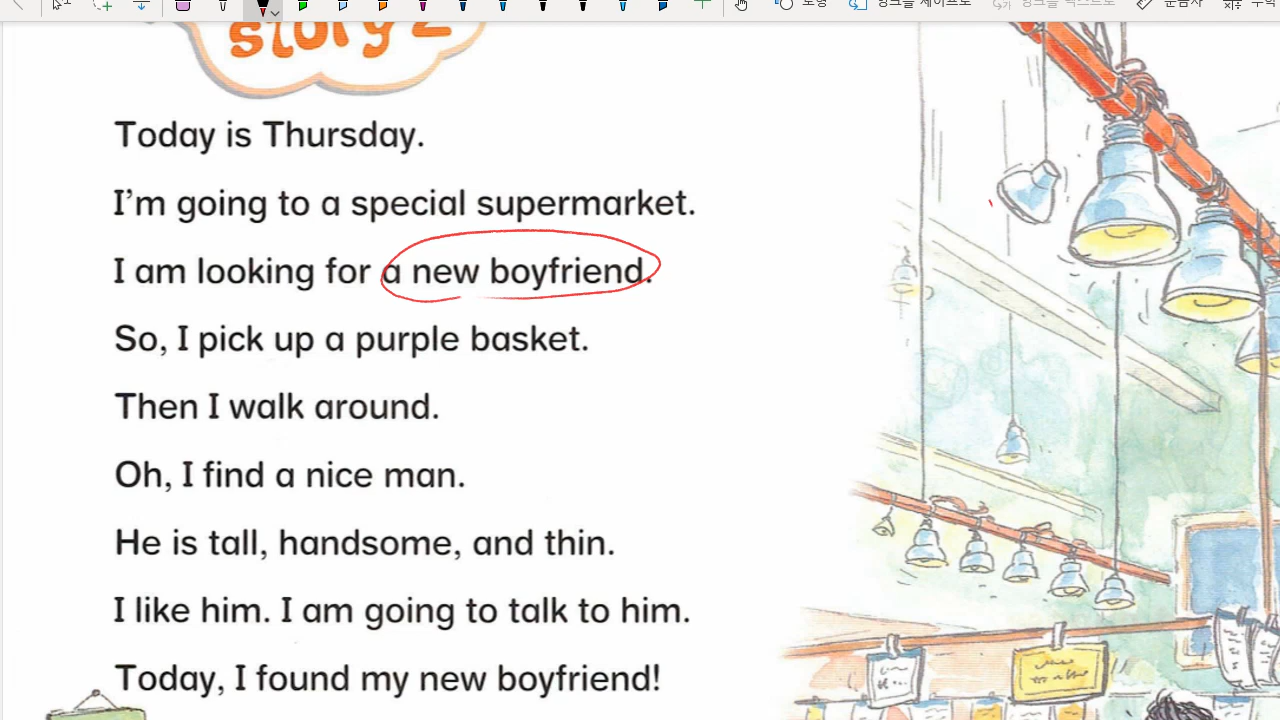 story 2
Today is Thursday.
I'm going to a special supermarket.
I am looking for a new boyfriend.
So, I pick up a purple basket.
Then I walk around.
Oh, I find a nice man.
He is tall, handsome, and thin.
I like him. I am going to talk to him.
Today, I found my new boyfriend!